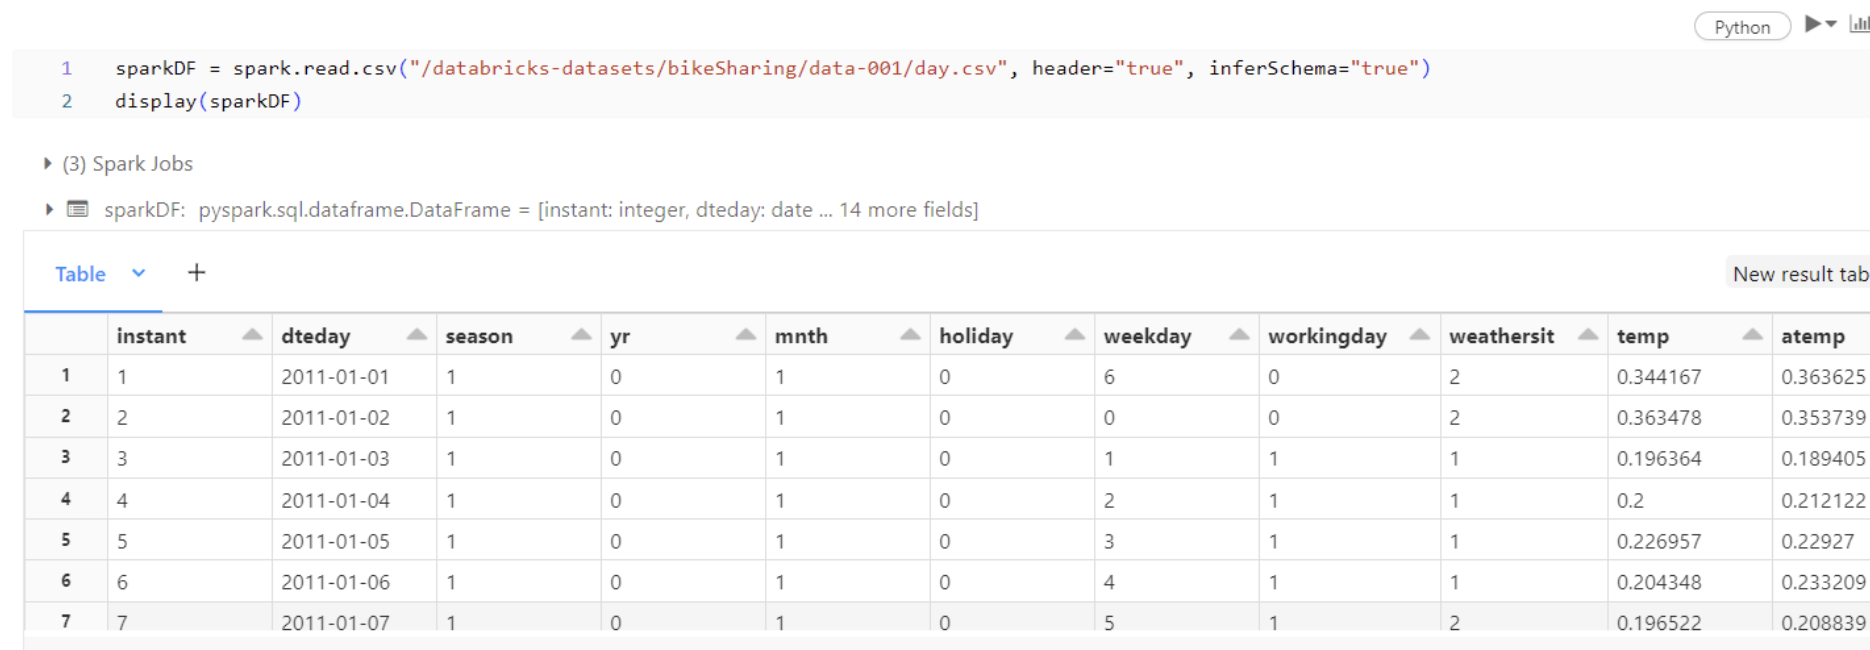 Python
1 sparkDF = spark.read.csv("/databricks-datasets/bikeSharing/data-001/day.csv", header="true", inferSchema="true")
2 display(sparkDF)
(3) Spark Jobs
sparkDF: pyspark.sql.dataframe.DataFrame = [instant: integer, dteday: date ... 14 more fields]
Table + New result tab
instant dteday season yr mnth holiday weekday workingday weathersit temp atemp
1 1 2011-01-01 1 0 1 0 6 0 2 0.344167 0.363625
2 2 2011-01-02 1 0 1 0 0 0 2 0.363478 0.353739
3 3 2011-01-03 1 0 1 0 1 1 1 0.196364 0.189405
4 4 2011-01-04 1 0 1 0 2 1 1 0.2 0.212122
5 5 2011-01-05 1 0 1 0 3 1 1 0.226957 0.22927
6 6 2011-01-06 1 0 1 0 4 1 1 0.204348 0.233209
7 7 2011-01-07 1 0 1 0 5 1 2 0.196522 0.208839